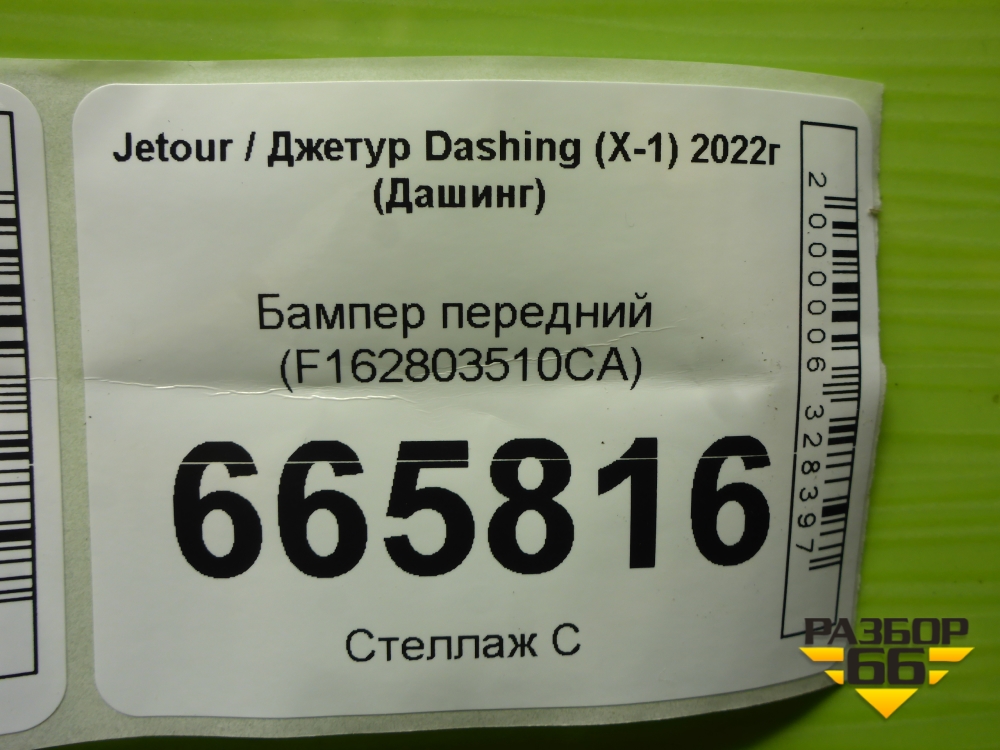 Jetour / Джетур Dashing (X-1) 2022г
(Дашинг)
Бампер передний
(F162803510CA)
665816
Стеллаж С
2000006328397
РАЗБОР
66